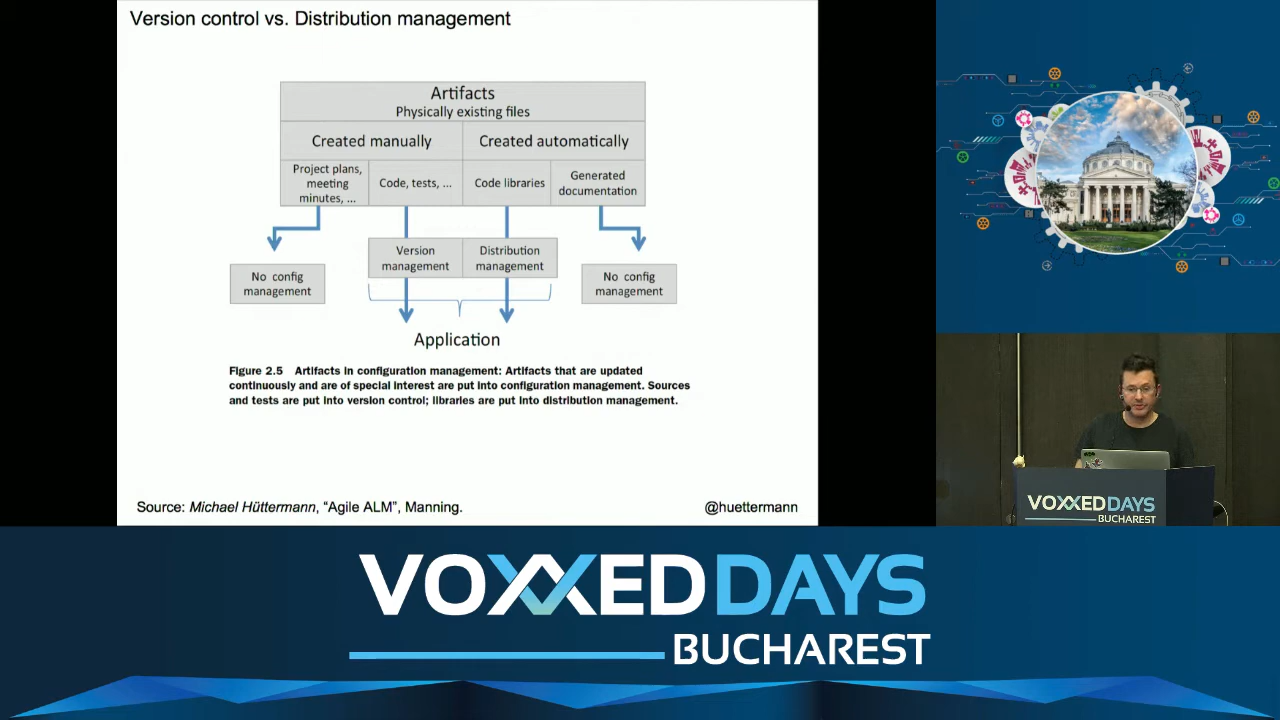 Version control vs. Distribution management
Artifacts
Physically existing files
Created manually
Created automatically
Project plans,
meeting
minutes, ...
Code, tests, ...
Code libraries
Generated
documentation
Version
management
Distribution
management
No config
management
No config
management
Application
Figure 2.5 Artifacts in configuration management: Artifacts that are updated
continuously and are of special interest are put into configuration management. Sources
and tests are put into version control; libraries are put into distribution management.
Source: Michael Hüttermann, “Agile ALM”, Manning.
@huettermann
VOXXED DAYS
BUCHAREST
VOXXED DAYS
BUCHAREST